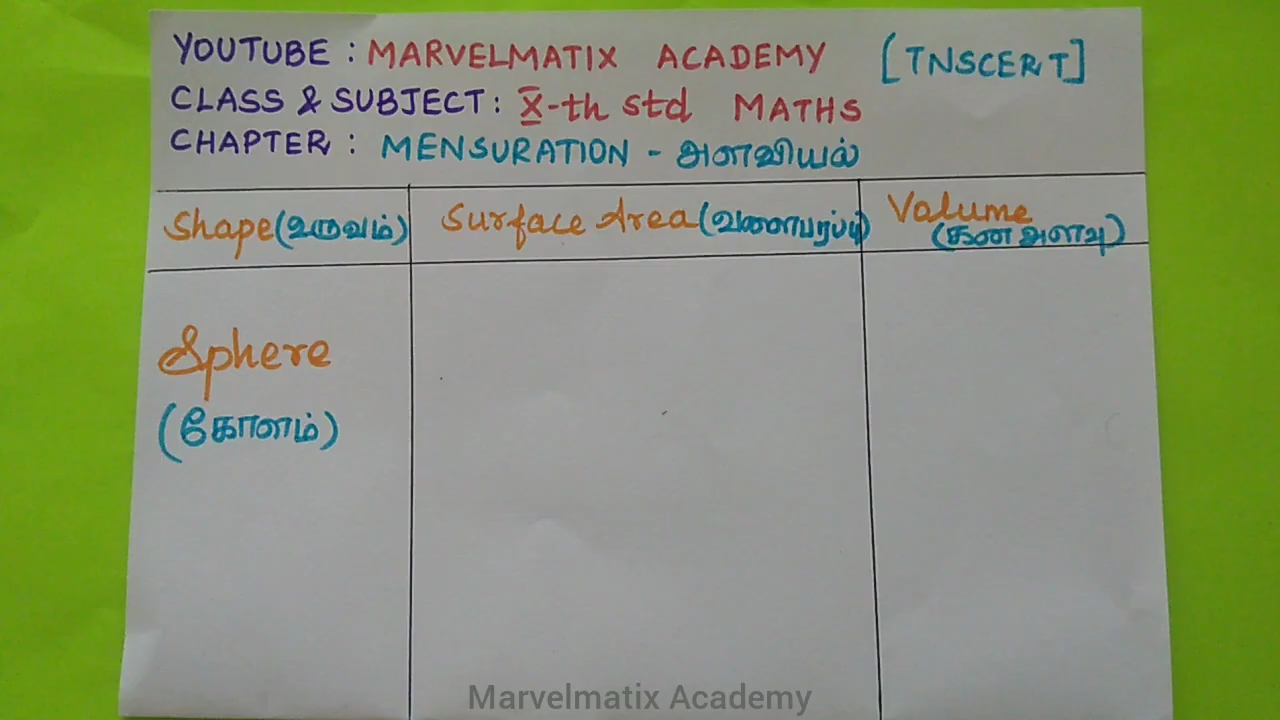 YOUTUBE : MARVELMATIX ACADEMY [TNSCERT]
CLASS & SUBJECT : X-th std MATHS
CHAPTER : MENSURATION - அளவியல்
Shape (உருவம்) Surface Area (வளைபரப்பு) Valume
(கன அளவு)
Sphere
(கோளம்)
Marvelmatix Academy